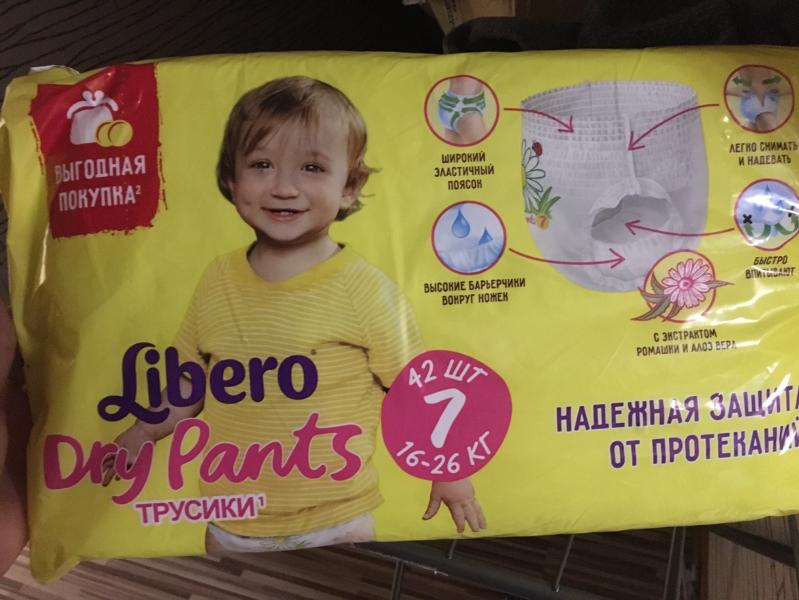 ВЫГОДНАЯ
ПОКУПКА²
ШИРОКИЙ
ЭЛАСТИЧНЫЙ
ПОЯСОК
ЛЕГКО СНИМАТЬ
И НАДЕВАТЬ
ВЫСОКИЕ БАРЬЕРЧИКИ
ВОКРУГ НОЖЕК
БЫСТРО
ВПИТЫВАЮТ
С ЭКСТРАКТОМ
РОМАШКИ И АЛОЭ ВЕРА
Libero
Dry Pants
ТРУСИКИ¹
42 ШТ
7
16-26 КГ
НАДЕЖНАЯ ЗАЩИТА
ОТ ПРОТЕКАНИЙ